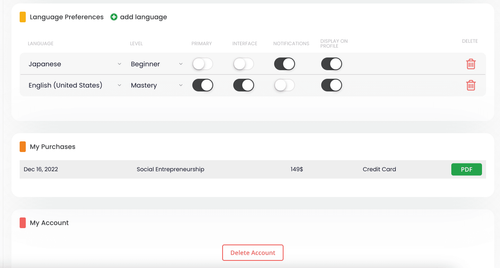 Language Preferences add language
LANGUAGE LEVEL PRIMARY INTERFACE NOTIFICATIONS DISPLAY ON PROFILE DELETE
Japanese Beginner
English (United States) Mastery
My Purchases
Dec 16, 2022 Social Entrepreneurship 149$ Credit Card PDF
My Account
Delete Account